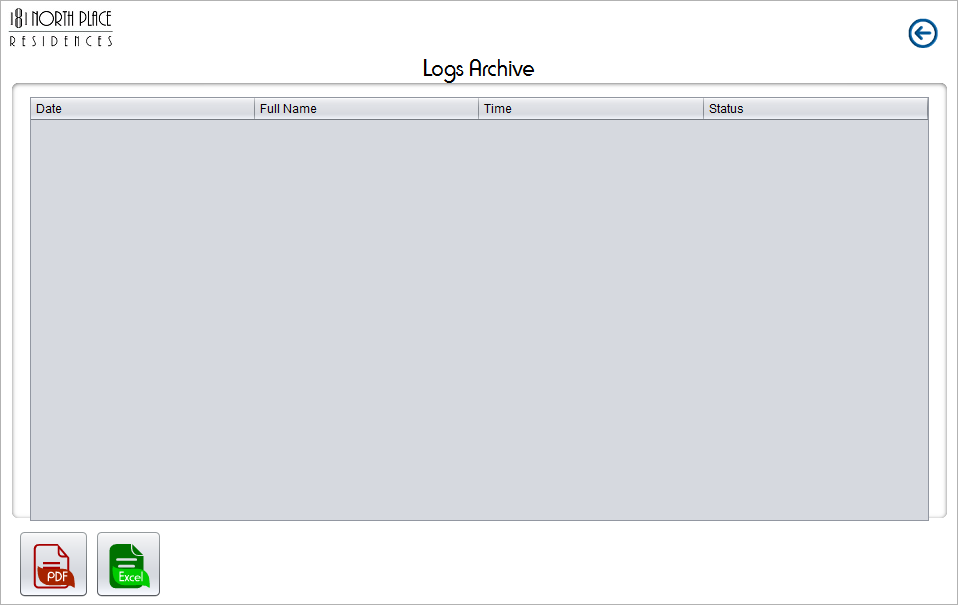 181 NORTH PLACE
RESIDENCES
Logs Archive
Date Full Name Time Status
PDF Excel